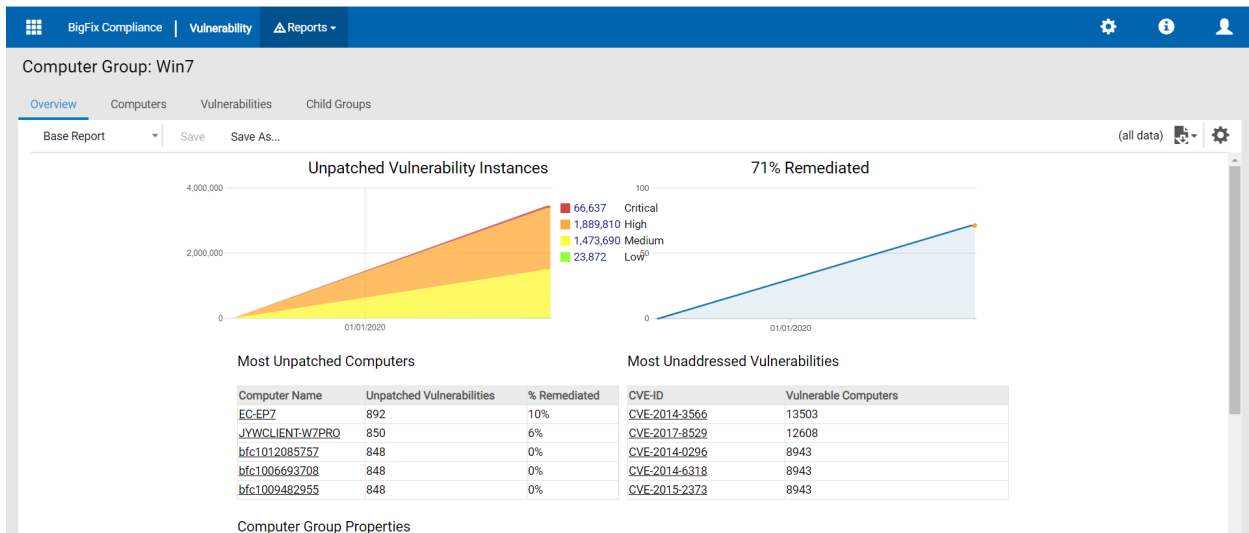 BigFix Compliance | Vulnerability Reports
Computer Group: Win7
Overview Computers Vulnerabilities Child Groups
Base Report Save Save As... (all data)
Unpatched Vulnerability Instances
4,000,000
2,000,000
0
01/01/2020
66,637 Critical
1,889,810 High
1,473,690 Medium
23,872 Low
71% Remediated
100
50
0
01/01/2020
Most Unpatched Computers
Computer Name Unpatched Vulnerabilities % Remediated
EC-EP7 892 10%
JYWCLIENT-W7PRO 850 6%
bfc1012085757 848 0%
bfc1006693708 848 0%
bfc1009482955 848 0%
Most Unaddressed Vulnerabilities
CVE-ID Vulnerable Computers
CVE-2014-3566 13503
CVE-2017-8529 12608
CVE-2014-0296 8943
CVE-2014-6318 8943
CVE-2015-2373 8943
Computer Group Properties